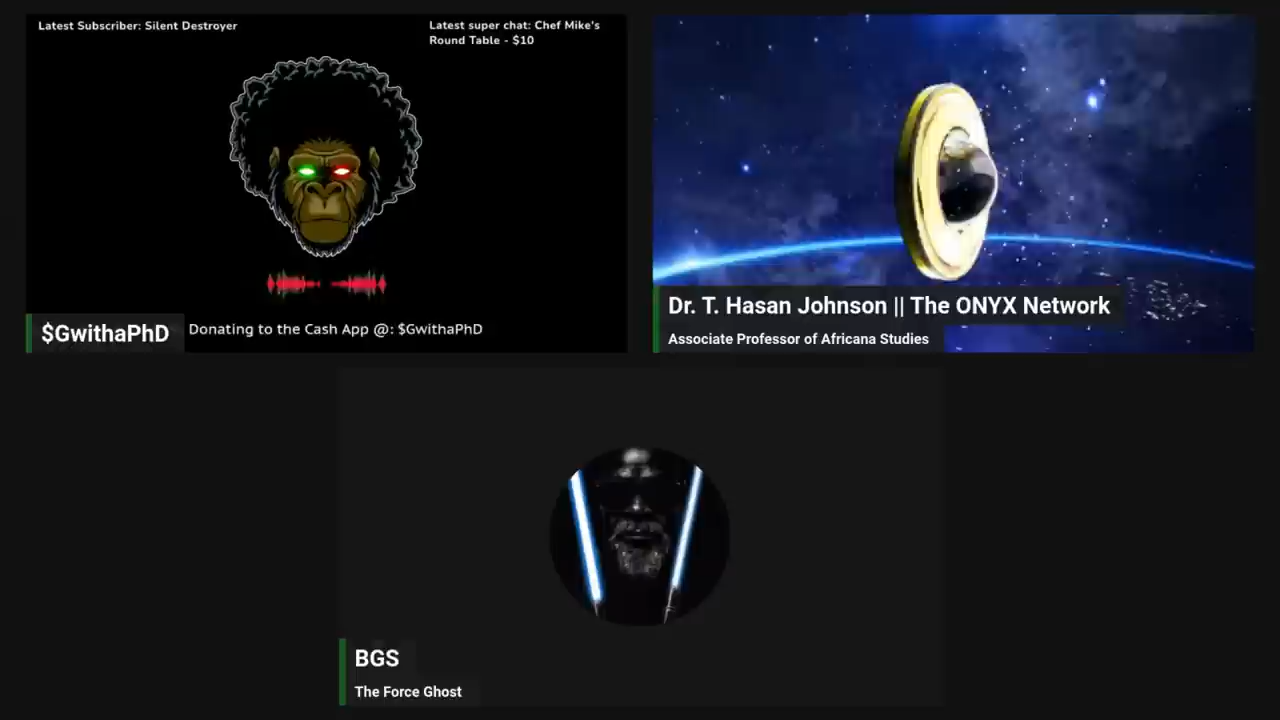 Latest Subscriber: Silent Destroyer
Latest super chat: Chef Mike's
Round Table - $10
$GwithaPhD
Donating to the Cash App @: $GwithaPhD
Dr. T. Hasan Johnson || The ONYX Network
Associate Professor of Africana Studies
BGS
The Force Ghost